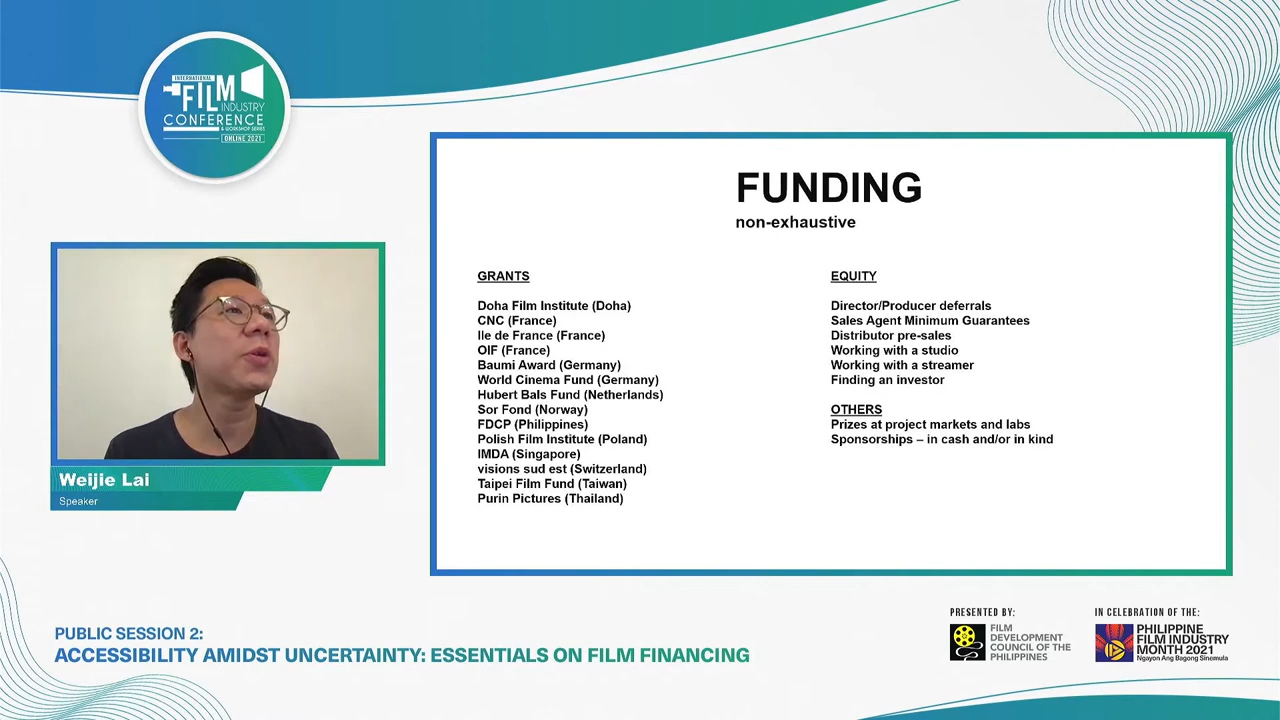 INTERNATIONAL
FILM
INDUSTRY
CONFERENCE
& WORKSHOP SERIES
ONLINE 2021
FUNDING
non-exhaustive
GRANTS
Doha Film Institute (Doha)
CNC (France)
Ile de France (France)
OIF (France)
Baumi Award (Germany)
World Cinema Fund (Germany)
Hubert Bals Fund (Netherlands)
Sor Fond (Norway)
FDCP (Philippines)
Polish Film Institute (Poland)
IMDA (Singapore)
visions sud est (Switzerland)
Taipei Film Fund (Taiwan)
Purin Pictures (Thailand)
EQUITY
Director/Producer deferrals
Sales Agent Minimum Guarantees
Distributor pre-sales
Working with a studio
Working with a streamer
Finding an investor
OTHERS
Prizes at project markets and labs
Sponsorships – in cash and/or in kind
Weijie Lai
Speaker
PUBLIC SESSION 2:
ACCESSIBILITY AMIDST UNCERTAINTY: ESSENTIALS ON FILM FINANCING
PRESENTED BY:
FILM
DEVELOPMENT
COUNCIL OF THE
PHILIPPINES
IN CELEBRATION OF THE:
PHILIPPINE
FILM INDUSTRY
MONTH 2021
Ngayon Ang Bagong Sinemula